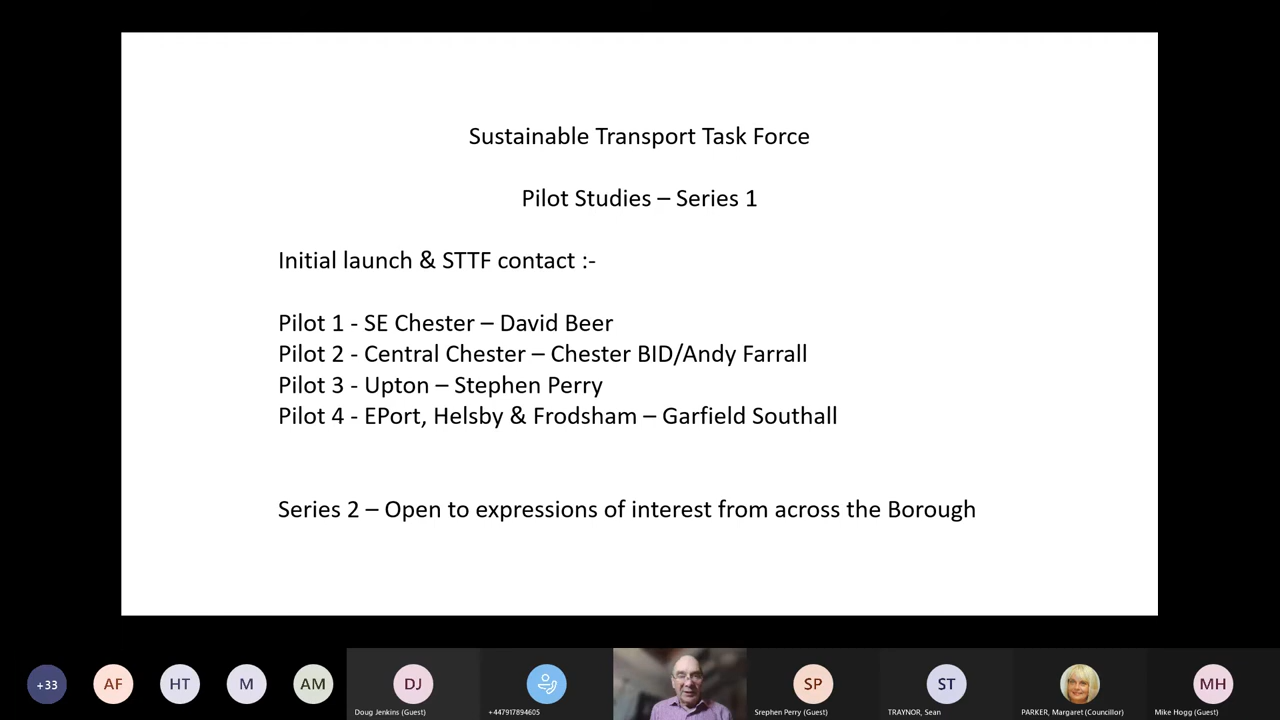 Sustainable Transport Task Force
Pilot Studies – Series 1
Initial launch & STTF contact :-
Pilot 1 - SE Chester – David Beer
Pilot 2 - Central Chester – Chester BID/Andy Farrall
Pilot 3 - Upton – Stephen Perry
Pilot 4 - EPort, Helsby & Frodsham – Garfield Southall
Series 2 – Open to expressions of interest from across the Borough
+33
AF
HT
M
AM
DJ
SP
ST
MH
Doug Jenkins (Guest)
+447917894605
Srephen Perry (Guest)
TRAYNOR, Sean
PARKER, Margaret (Councillor)
Mike Hogg (Guest)